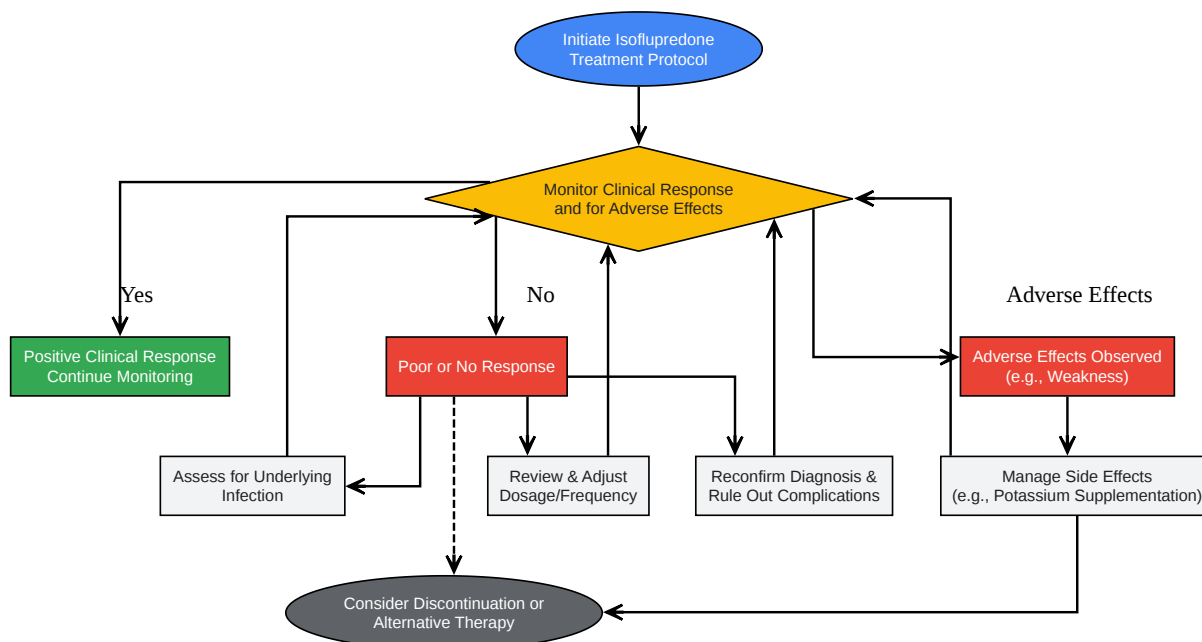 Initiate Isoflupredone
Treatment Protocol
Monitor Clinical Response
and for Adverse Effects
Yes
No
Adverse Effects
Positive Clinical Response
Continue Monitoring
Poor or No Response
Adverse Effects Observed
(e.g., Weakness)
Assess for Underlying
Infection
Review & Adjust
Dosage/Frequency
Reconfirm Diagnosis &
Rule Out Complications
Manage Side Effects
(e.g., Potassium Supplementation)
Consider Discontinuation or
Alternative Therapy